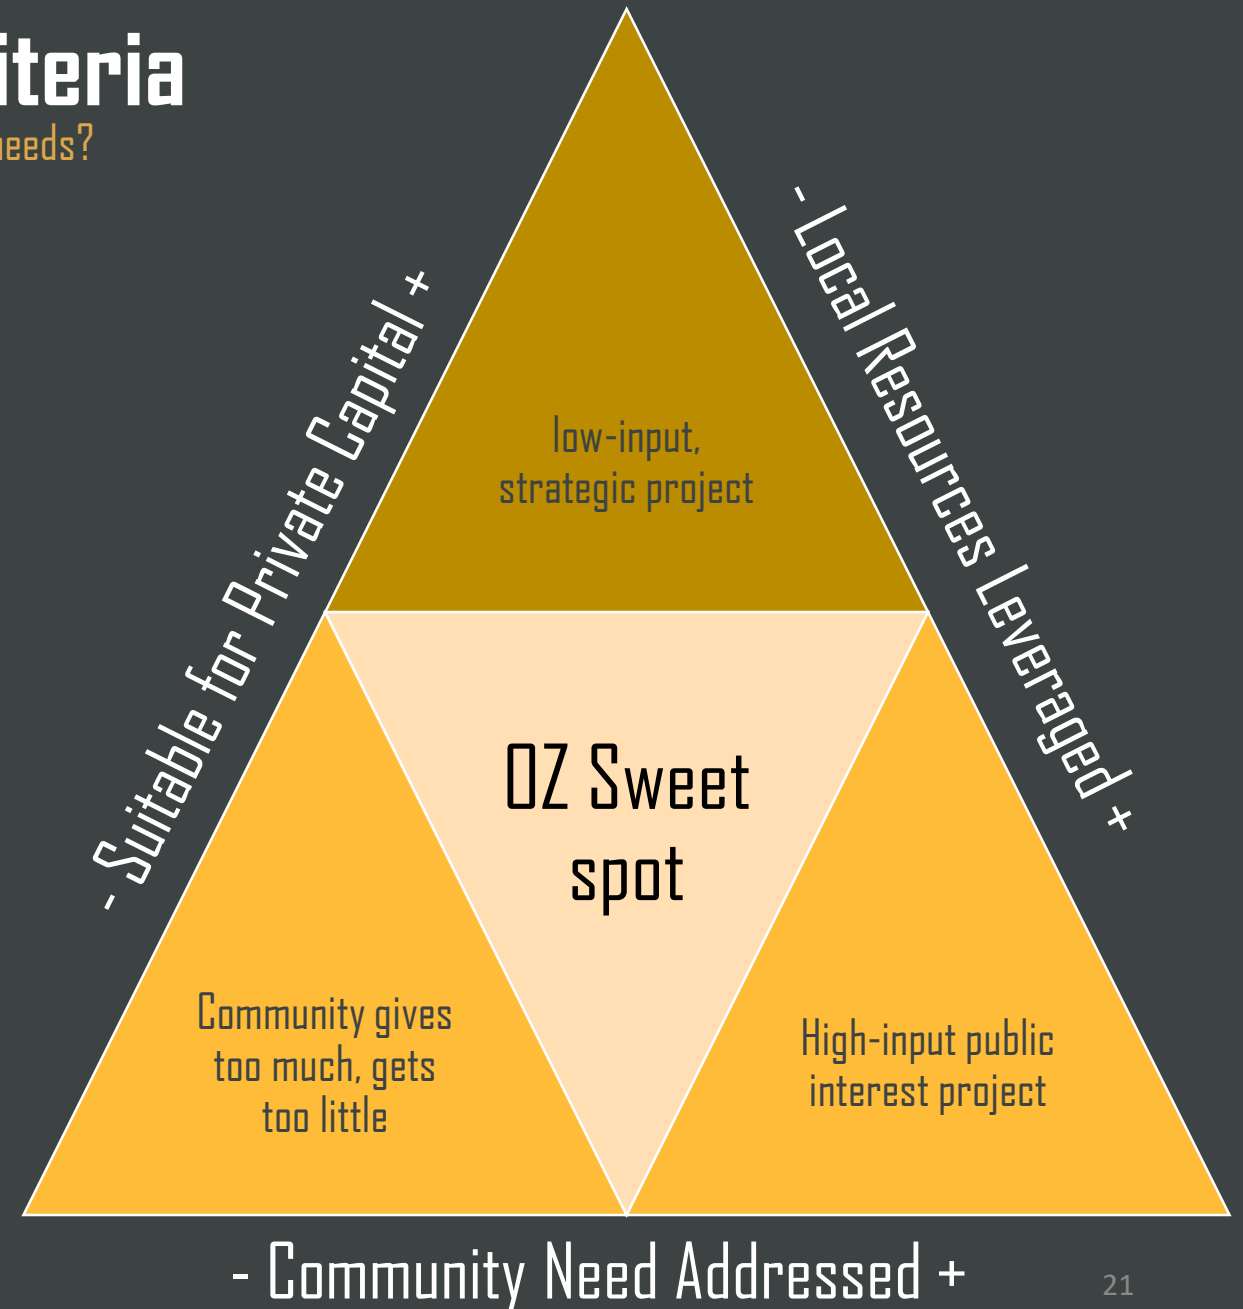 iteria
needs?
- Suitable for Private Capital +
- Local Resources Leveraged +
low-input,
strategic project
OZ Sweet
spot
Community gives
too much, gets
too little
High-input public
interest project
- Community Need Addressed +
21